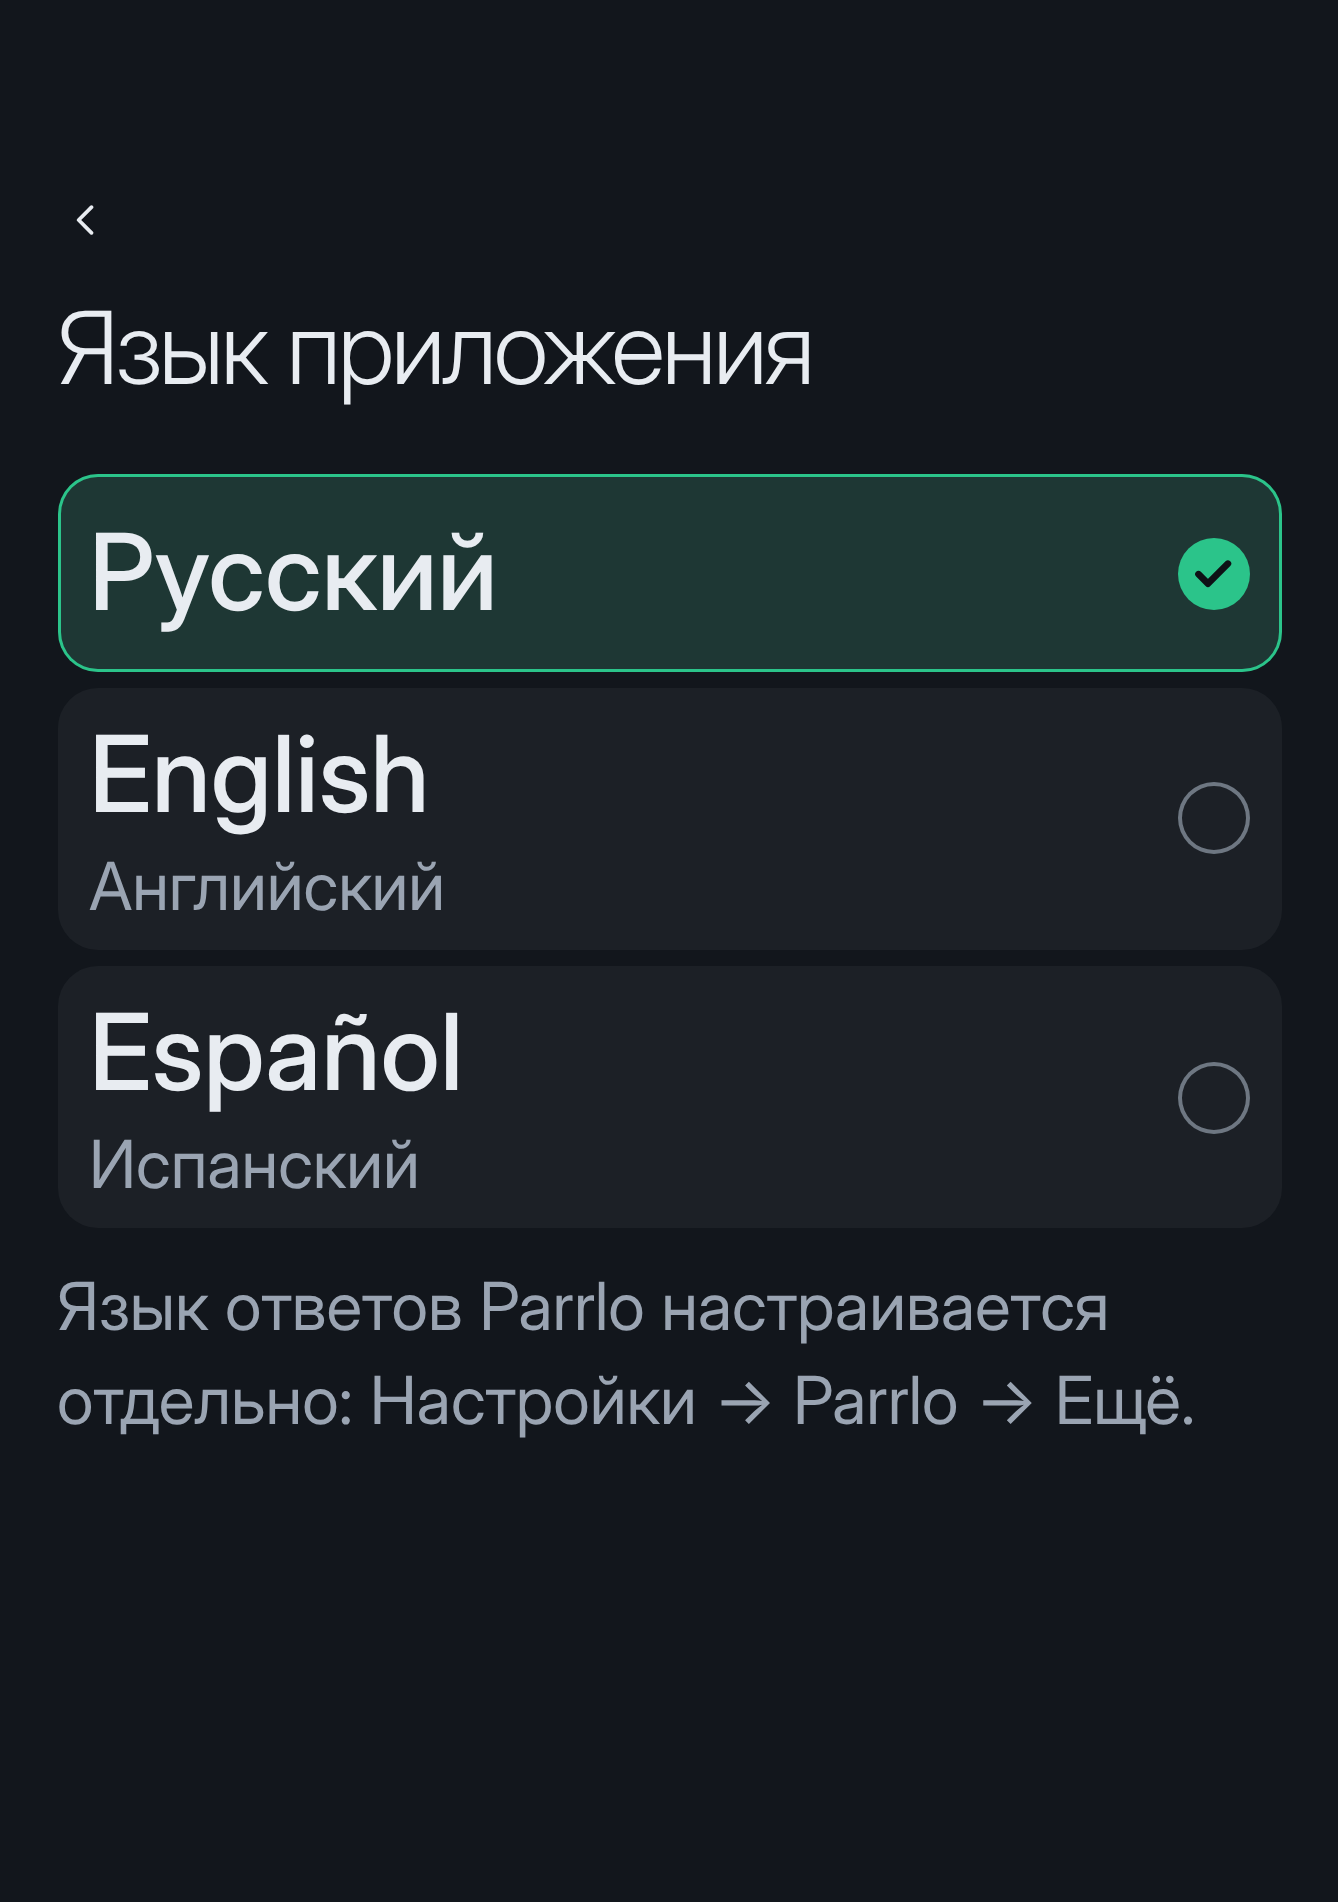 Язык приложения
Русский
English
Английский
Español
Испанский
Язык ответов Parrlo настраивается
отдельно: Настройки → Parrlo → Ещё.